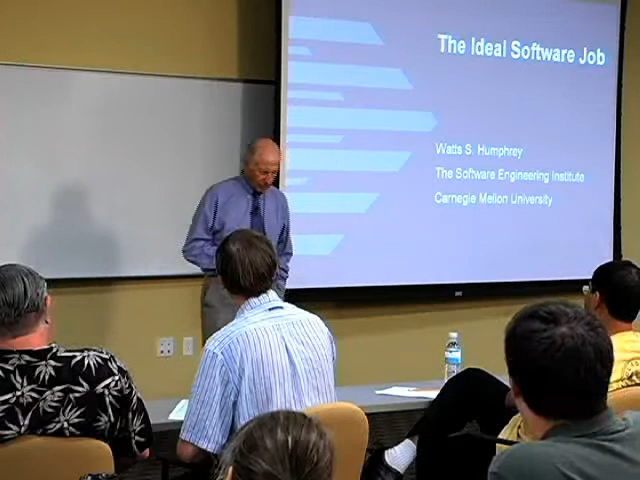 The Ideal Software Job
Watts S. Humphrey
The Software Engineering Institute
Carnegie Mellon University